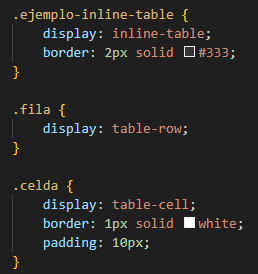 .ejemplo-inline-table {
    display: inline-table;
    border: 2px solid #333;
}

.fila {
    display: table-row;
}

.celda {
    display: table-cell;
    border: 1px solid white;
    padding: 10px;
}